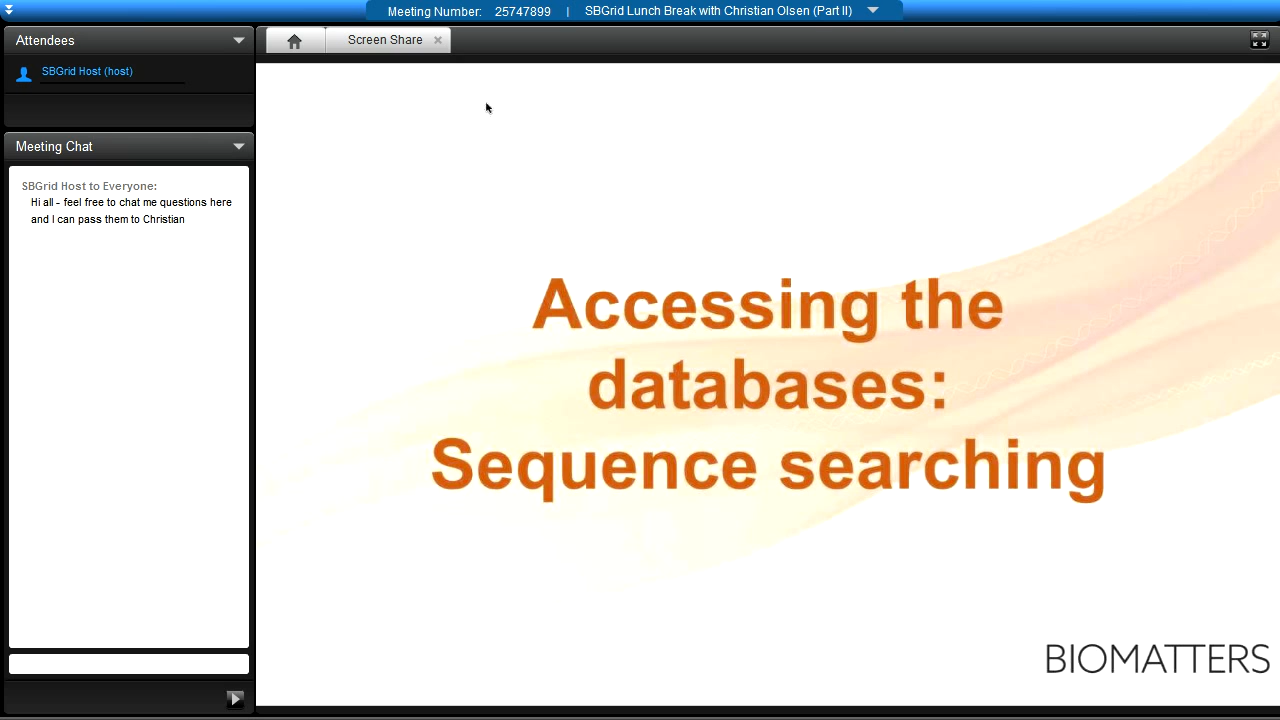 Meeting Number: 25747899 | SBGrid Lunch Break with Christian Olsen (Part II)
Attendees
SBGrid Host (host)
Meeting Chat
SBGrid Host to Everyone:
Hi all - feel free to chat me questions here
and I can pass them to Christian
Screen Share
Accessing the
databases:
Sequence searching
BIOMATTERS